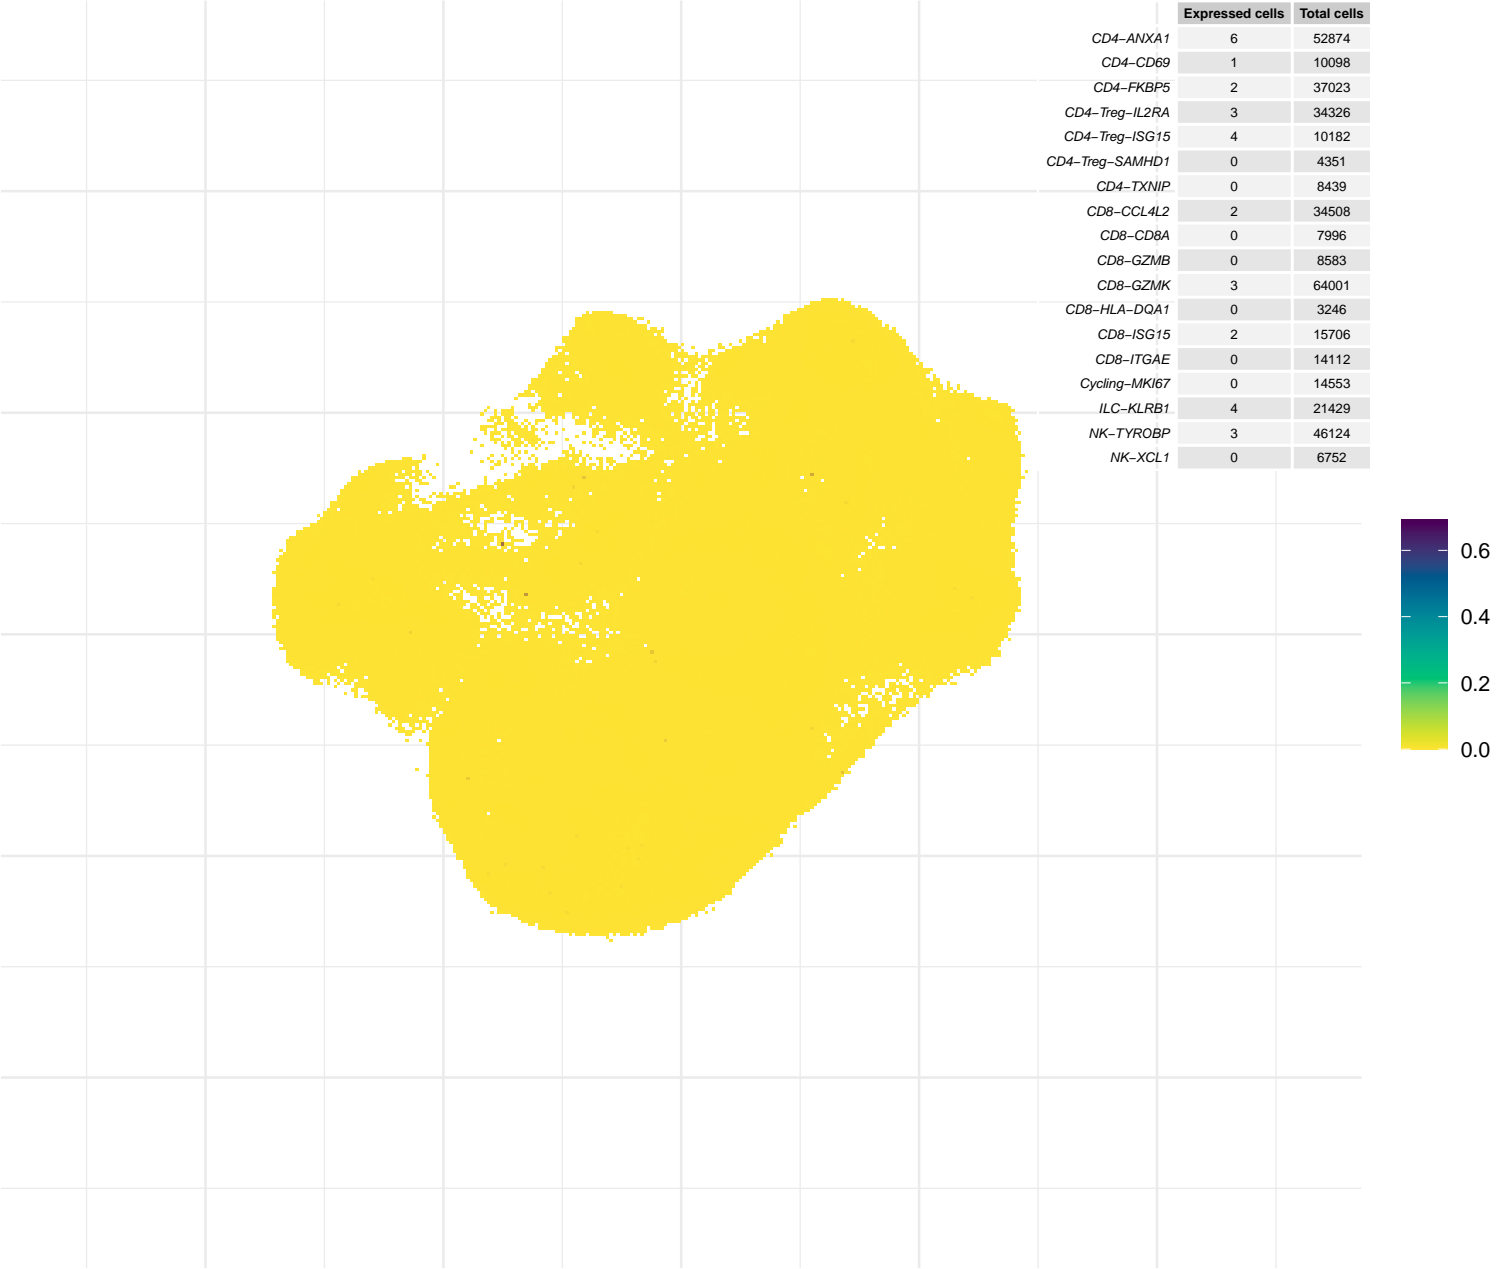 Expressed cells Total cells
CD4−ANXA1 6 52874
CD4−CD69 1 10098
CD4−FKBP5 2 37023
CD4−Treg−IL2RA 3 34326
CD4−Treg−ISG15 4 10182
CD4−Treg−SAMHD1 0 4351
CD4−TXNIP 0 8439
CD8−CCL4L2 2 34508
CD8−CD8A 0 7996
CD8−GZMB 0 8583
CD8−GZMK 3 64001
CD8−HLA−DQA1 0 3246
CD8−ISG15 2 15706
CD8−ITGAE 0 14112
Cycling−MKI67 0 14553
ILC−KLRB1 4 21429
NK−TYROBP 3 46124
NK−XCL1 0 6752
0.6
0.4
0.2
0.0